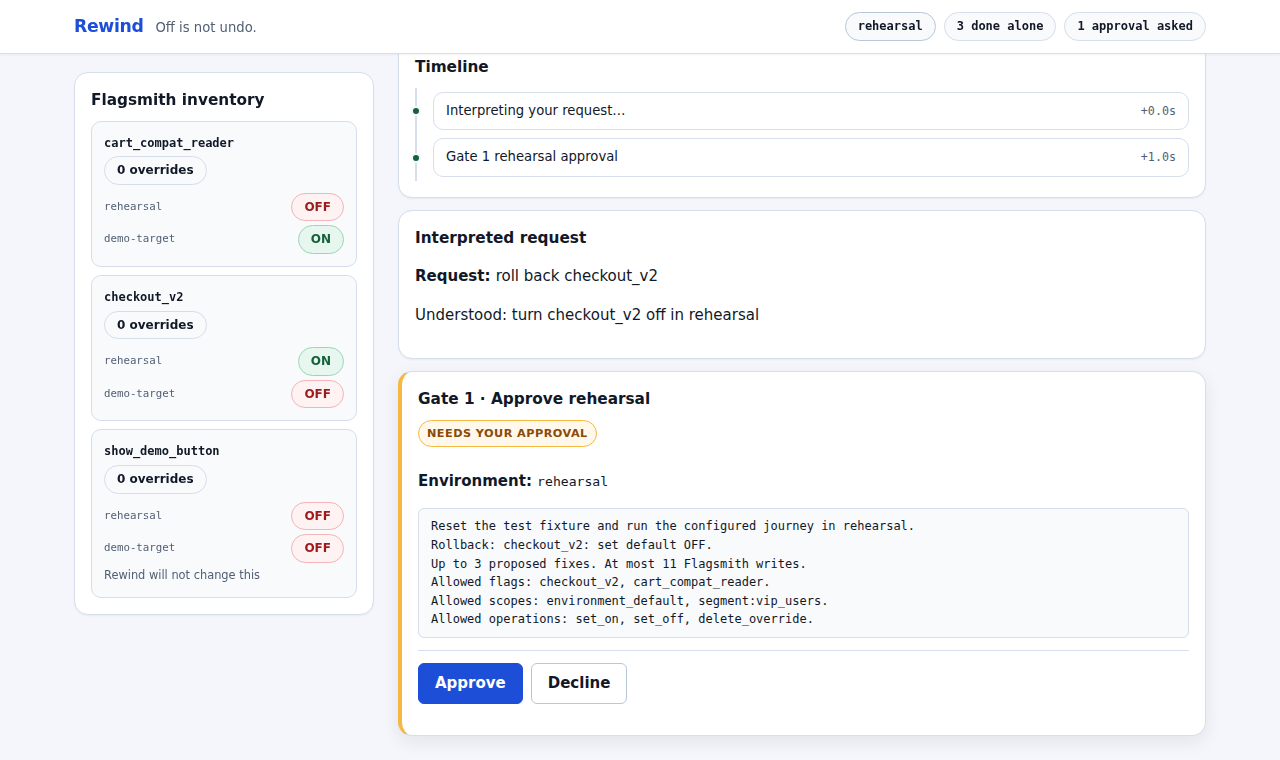 Rewind Off is not undo.
rehearsal 3 done alone 1 approval asked
Flagsmith inventory
cart_compat_reader
0 overrides
rehearsal OFF
demo-target ON
checkout_v2
0 overrides
rehearsal ON
demo-target OFF
show_demo_button
0 overrides
rehearsal OFF
demo-target OFF
Rewind will not change this
Timeline
Interpreting your request… +0.0s
Gate 1 rehearsal approval +1.0s
Interpreted request
Request: roll back checkout_v2
Understood: turn checkout_v2 off in rehearsal
Gate 1 · Approve rehearsal
NEEDS YOUR APPROVAL
Environment: rehearsal
Reset the test fixture and run the configured journey in rehearsal.
Rollback: checkout_v2: set default OFF.
Up to 3 proposed fixes. At most 11 Flagsmith writes.
Allowed flags: checkout_v2, cart_compat_reader.
Allowed scopes: environment_default, segment:vip_users.
Allowed operations: set_on, set_off, delete_override.
Approve Decline